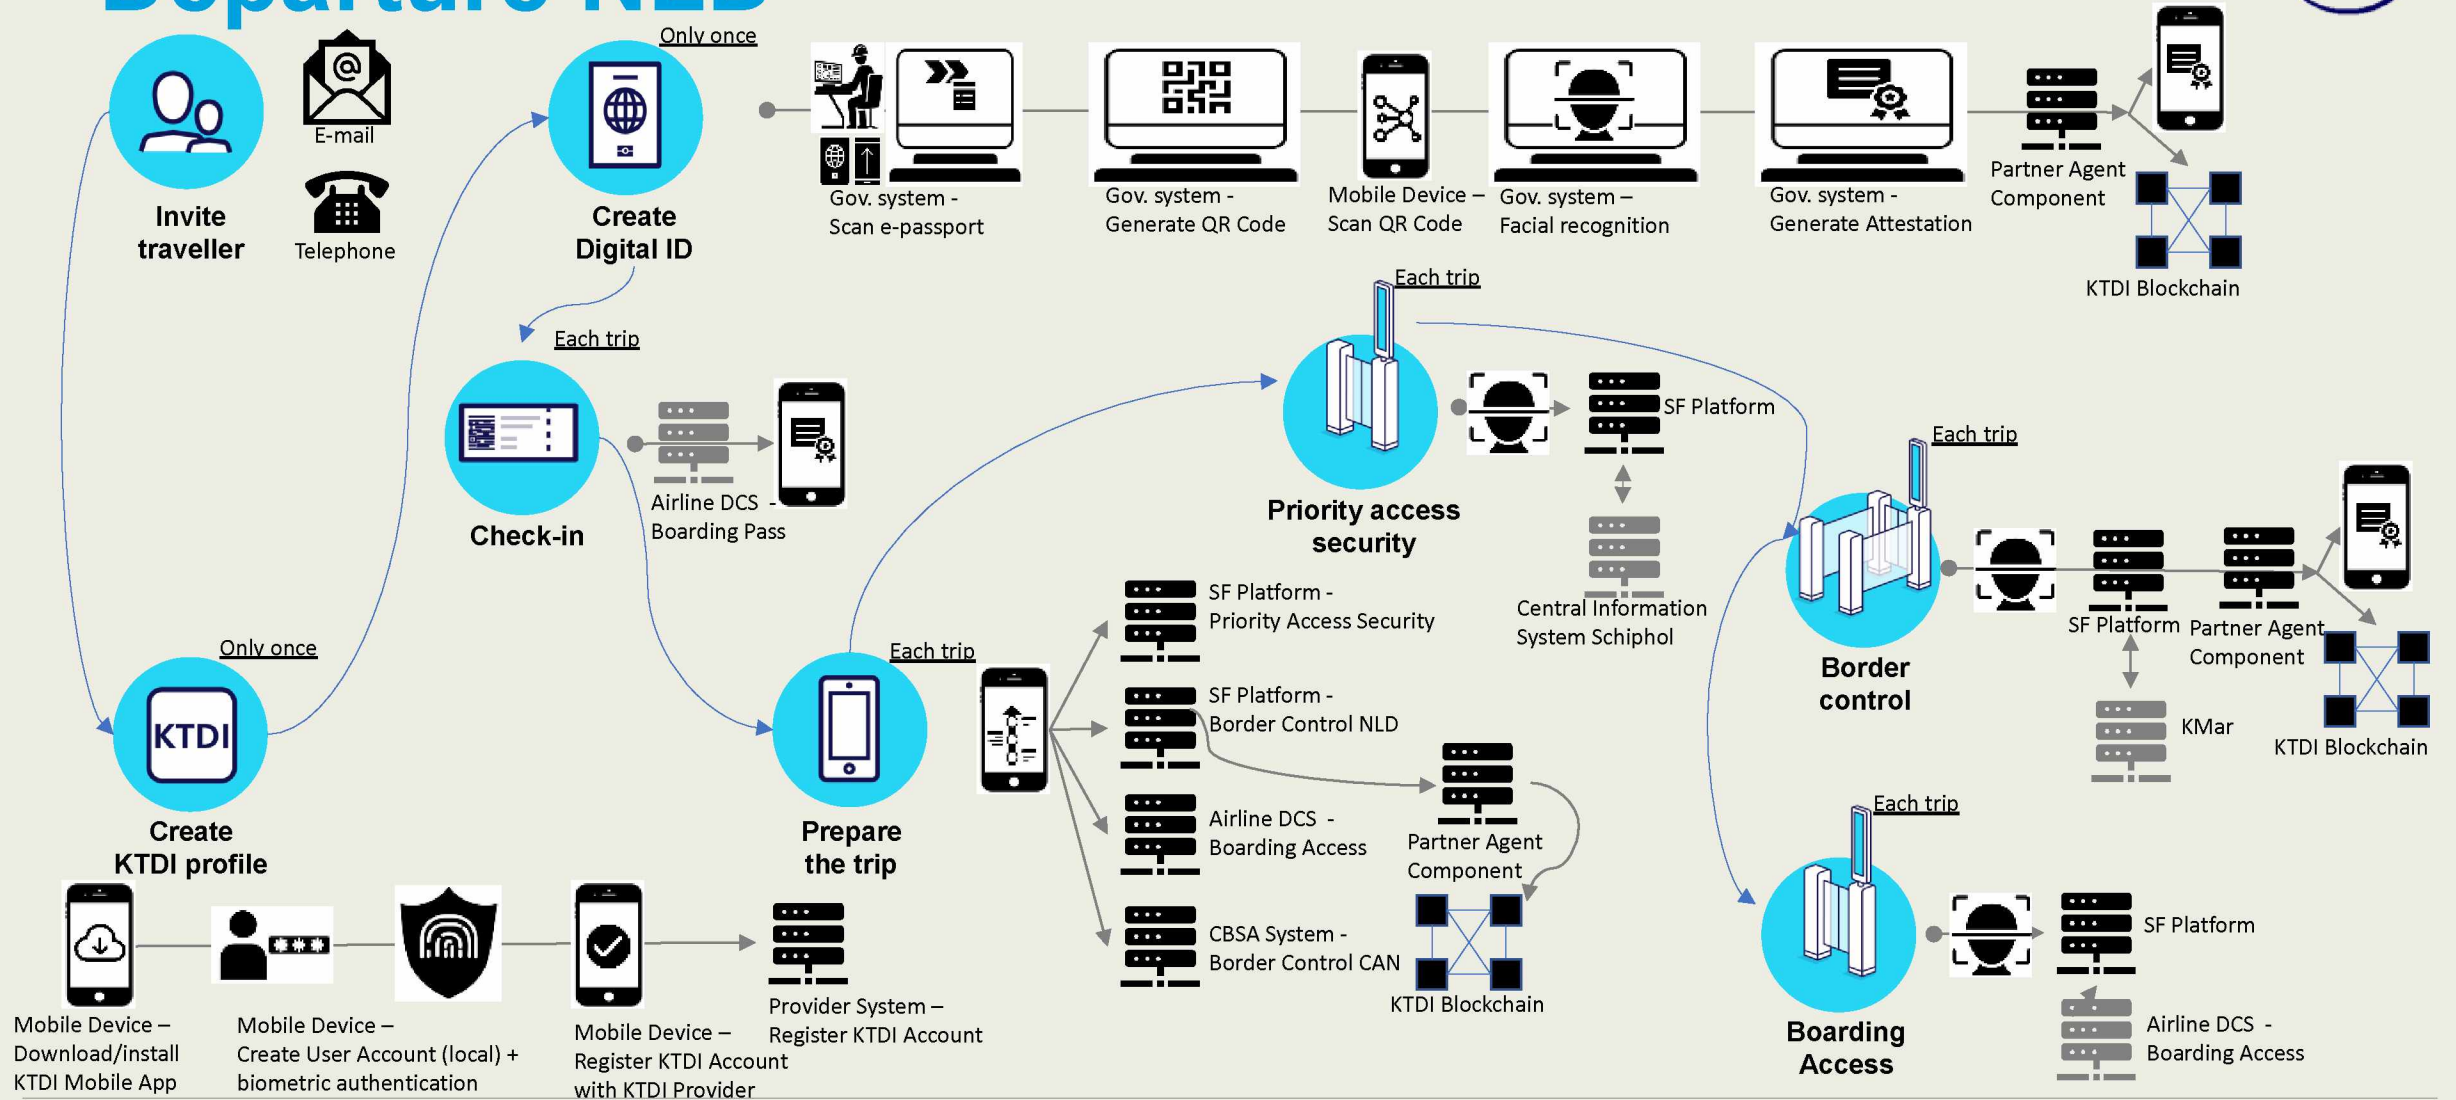 Departure NLD
Only once
E-mail
Telephone
Invite
traveller
Create
Digital ID
Gov. system -
Scan e-passport
Gov. system -
Generate QR Code
Mobile Device –
Scan QR Code
Gov. system –
Facial recognition
Gov. system -
Generate Attestation
Partner Agent
Component
KTDI Blockchain
Each trip
Check-in
Airline DCS -
Boarding Pass
Each trip
Priority access
security
SF Platform
Central Information
System Schiphol
Each trip
Border
control
SF Platform
Partner Agent
Component
KMar
KTDI Blockchain
Only once
KTDI
Create
KTDI profile
Each trip
Prepare
the trip
SF Platform -
Priority Access Security
SF Platform -
Border Control NLD
Airline DCS -
Boarding Access
CBSA System -
Border Control CAN
Partner Agent
Component
KTDI Blockchain
Each trip
Boarding
Access
SF Platform
Airline DCS -
Boarding Access
Mobile Device –
Download/install
KTDI Mobile App
Mobile Device –
Create User Account (local) +
biometric authentication
Mobile Device –
Register KTDI Account
with KTDI Provider
Provider System –
Register KTDI Account